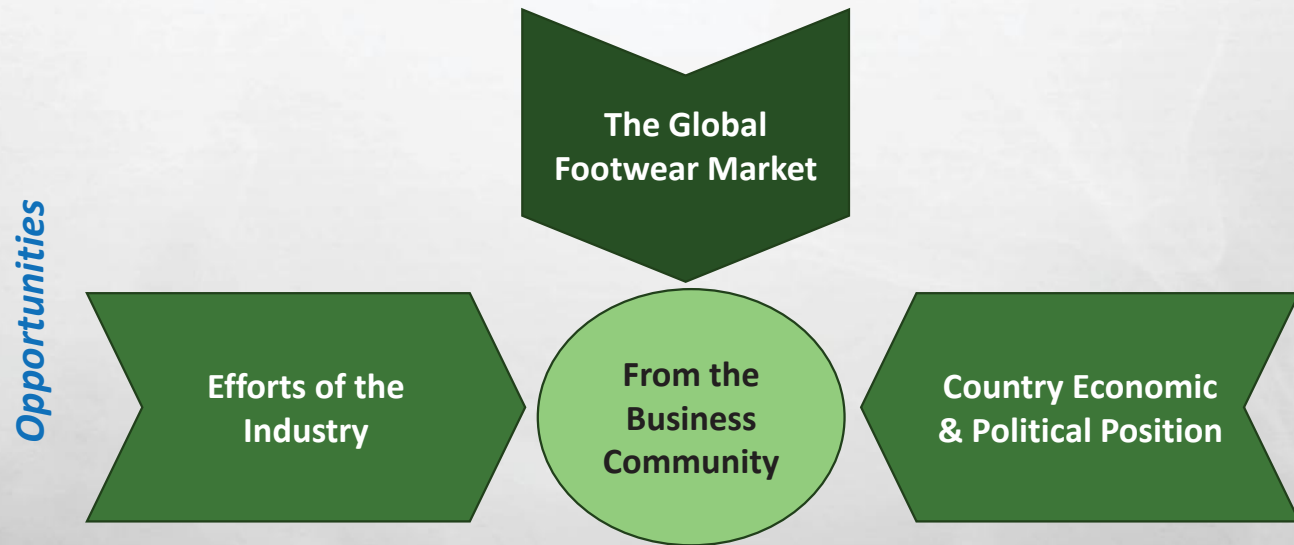 Opportunities
The Global
Footwear Market
Efforts of the
Industry
From the
Business
Community
Country Economic
& Political Position